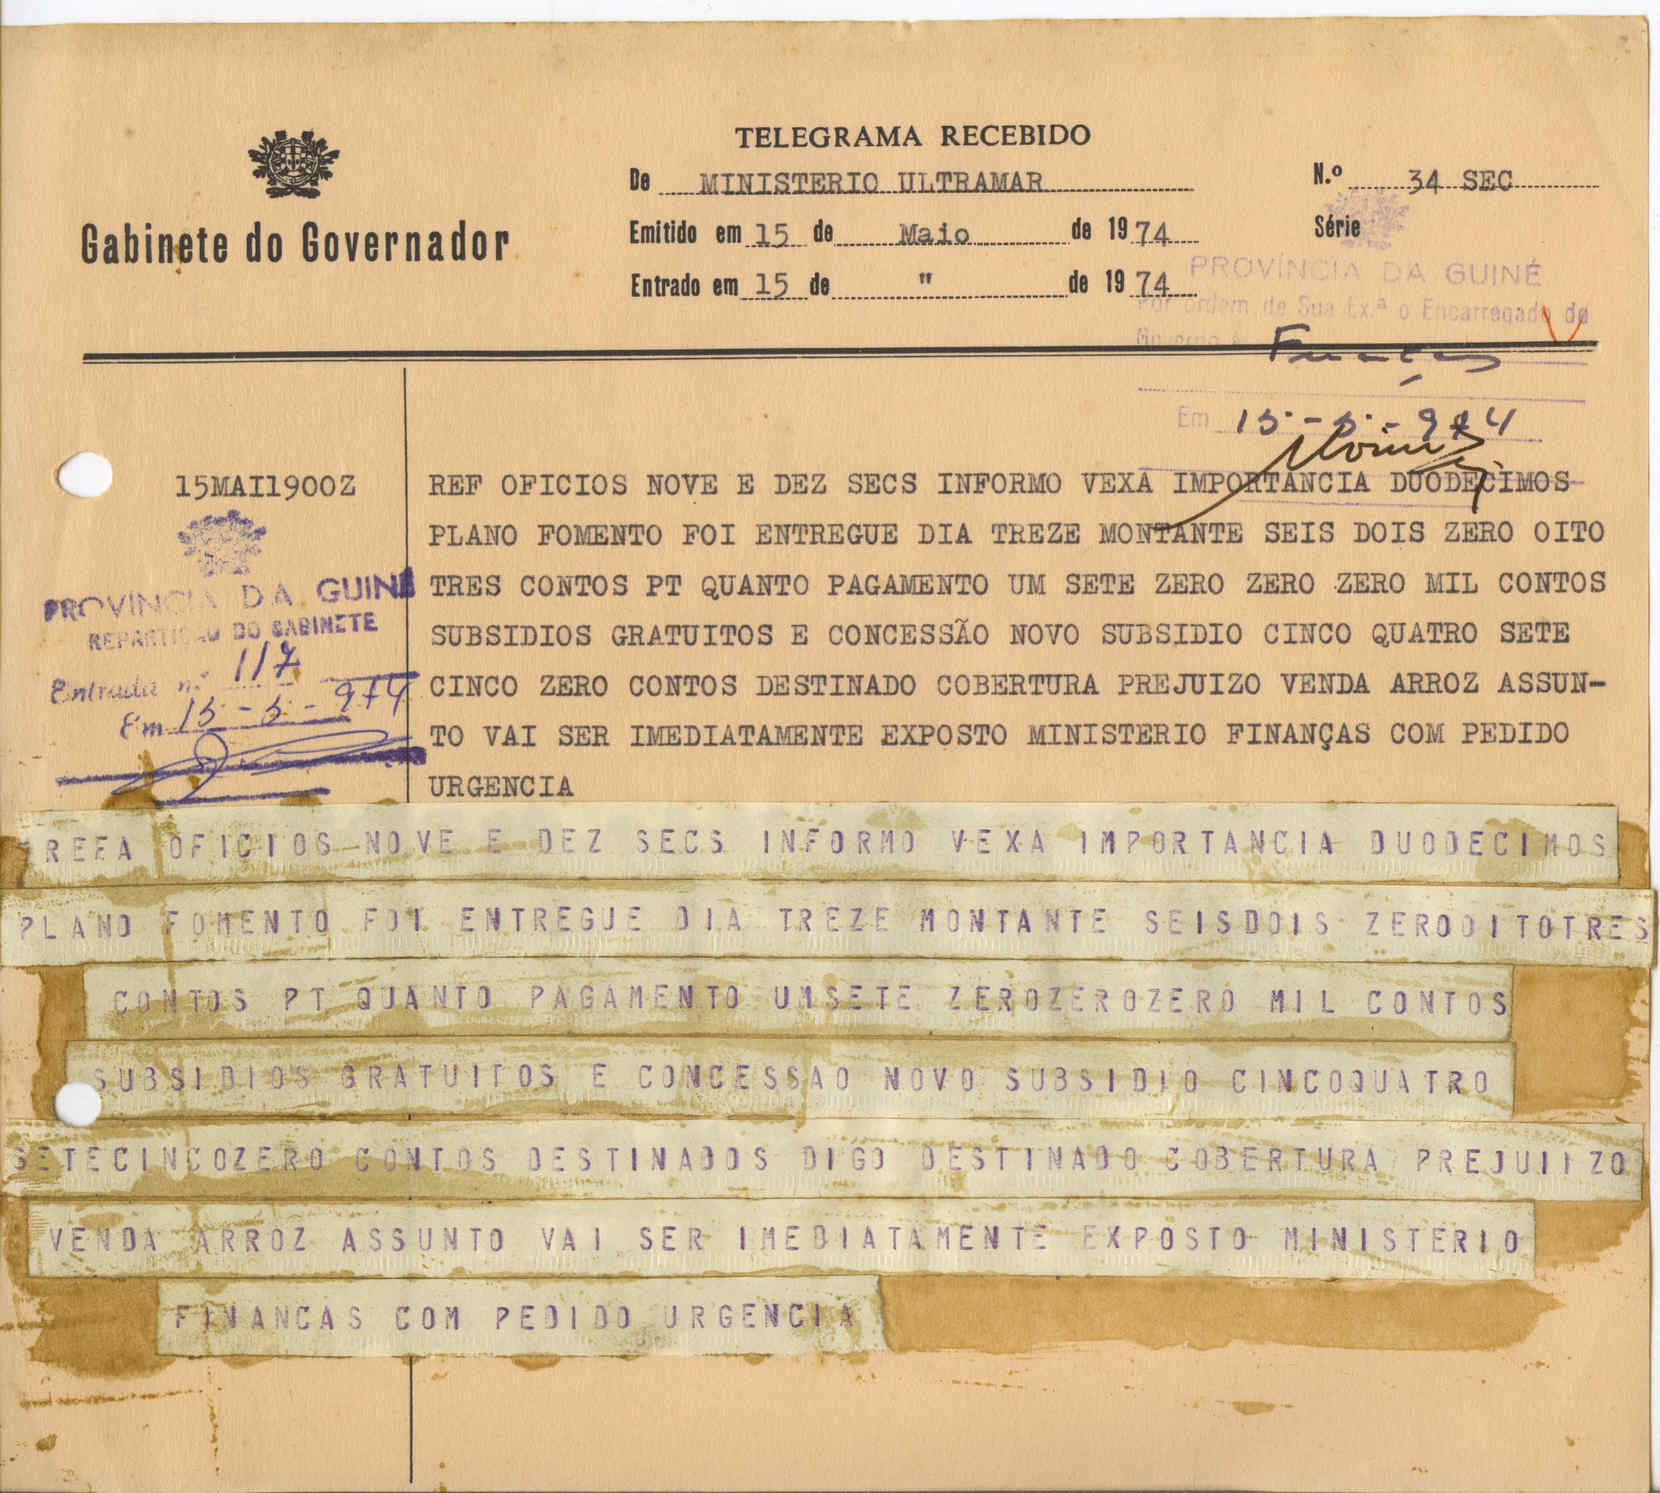 TELEGRAMA RECEBIDO
De MINISTERIO ULTRAMAR
N.º 34 SEC
Gabinete do Governador
Emitido em 15 de Maio de 1974
Série
Entrado em 15 de " de 1974
PROVÍNCIA DA GUINÉ
Por ordem de Sua Ex.ª o Encarregado do
Governo à
Em 15-5-974
15MAI1900Z
REF OFICIOS NOVE E DEZ SECS INFORMO VEXA IMPORTANCIA DUODECIMOS
PLANO FOMENTO FOI ENTREGUE DIA TREZE MONTANTE SEIS DOIS ZERO OITO
TRES CONTOS PT QUANTO PAGAMENTO UM SETE ZERO ZERO ZERO MIL CONTOS
SUBSIDIOS GRATUITOS E CONCESSÃO NOVO SUBSIDIO CINCO QUATRO SETE
CINCO ZERO CONTOS DESTINADO COBERTURA PREJUIZO VENDA ARROZ ASSUN-
TO VAI SER IMEDIATAMENTE EXPOSTO MINISTERIO FINANÇAS COM PEDIDO
URGENCIA
PROVÍNCIA DA GUINÉ
REPARTIÇÃO DO GABINETE
Entrada n.º 117
Em 15-5-974
REFA OFICIOS NOVE E DEZ SECS INFORMO VEXA IMPORTANCIA DUODECIMOS
PLANO FOMENTO FOI ENTREGUE DIA TREZE MONTANTE SEISDOIS ZEROOITOTRES
CONTOS PT QUANTO PAGAMENTO UMSETE ZEROZEROZERO MIL CONTOS
SUBSIDIOS GRATUITOS E CONCESSAO NOVO SUBSIDIO CINCOQUATRO
SETECINCOZERO CONTOS DESTINADOS DIGO DESTINADO COBERTURA PREJUIIZO
VENDA ARROZ ASSUNTO VAI SER IMEDIATAMENTE EXPOSTO MINISTERIO
FINANCAS COM PEDIDO URGENCIA